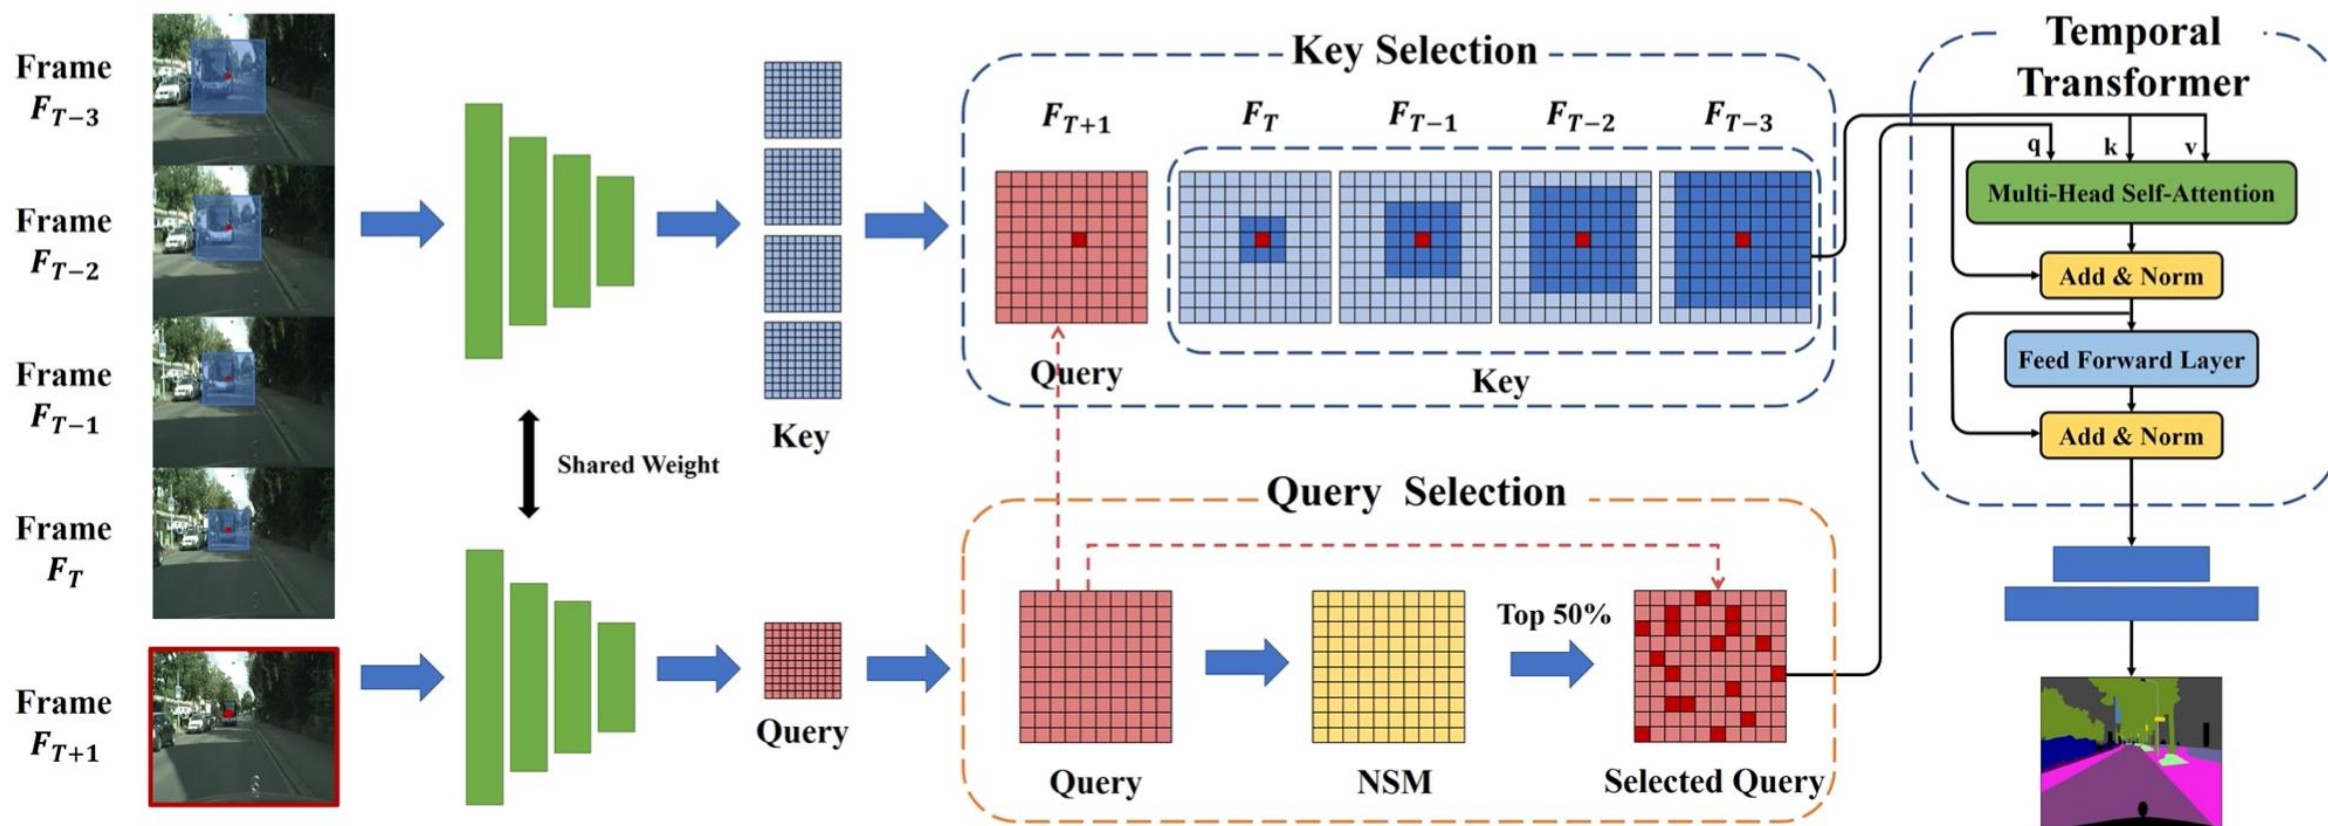 Frame
F_{T-3}
Frame
F_{T-2}
Frame
F_{T-1}
Frame
F_T
Frame
F_{T+1}
Shared Weight
Key
Query
Key Selection
F_{T+1}
F_T
F_{T-1}
F_{T-2}
F_{T-3}
Query
Key
Query Selection
Top 50%
Query
NSM
Selected Query
Temporal
Transformer
q
k
v
Multi-Head Self-Attention
Add & Norm
Feed Forward Layer
Add & Norm